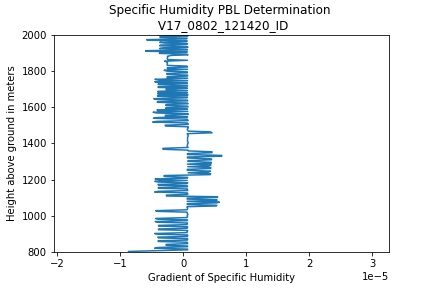 Specific Humidity PBL Determination
V17_0802_121420_ID
2000
1800
1600
1400
1200
1000
800
Height above ground in meters
−2
−1
0
1
2
3
1e−5
Gradient of Specific Humidity